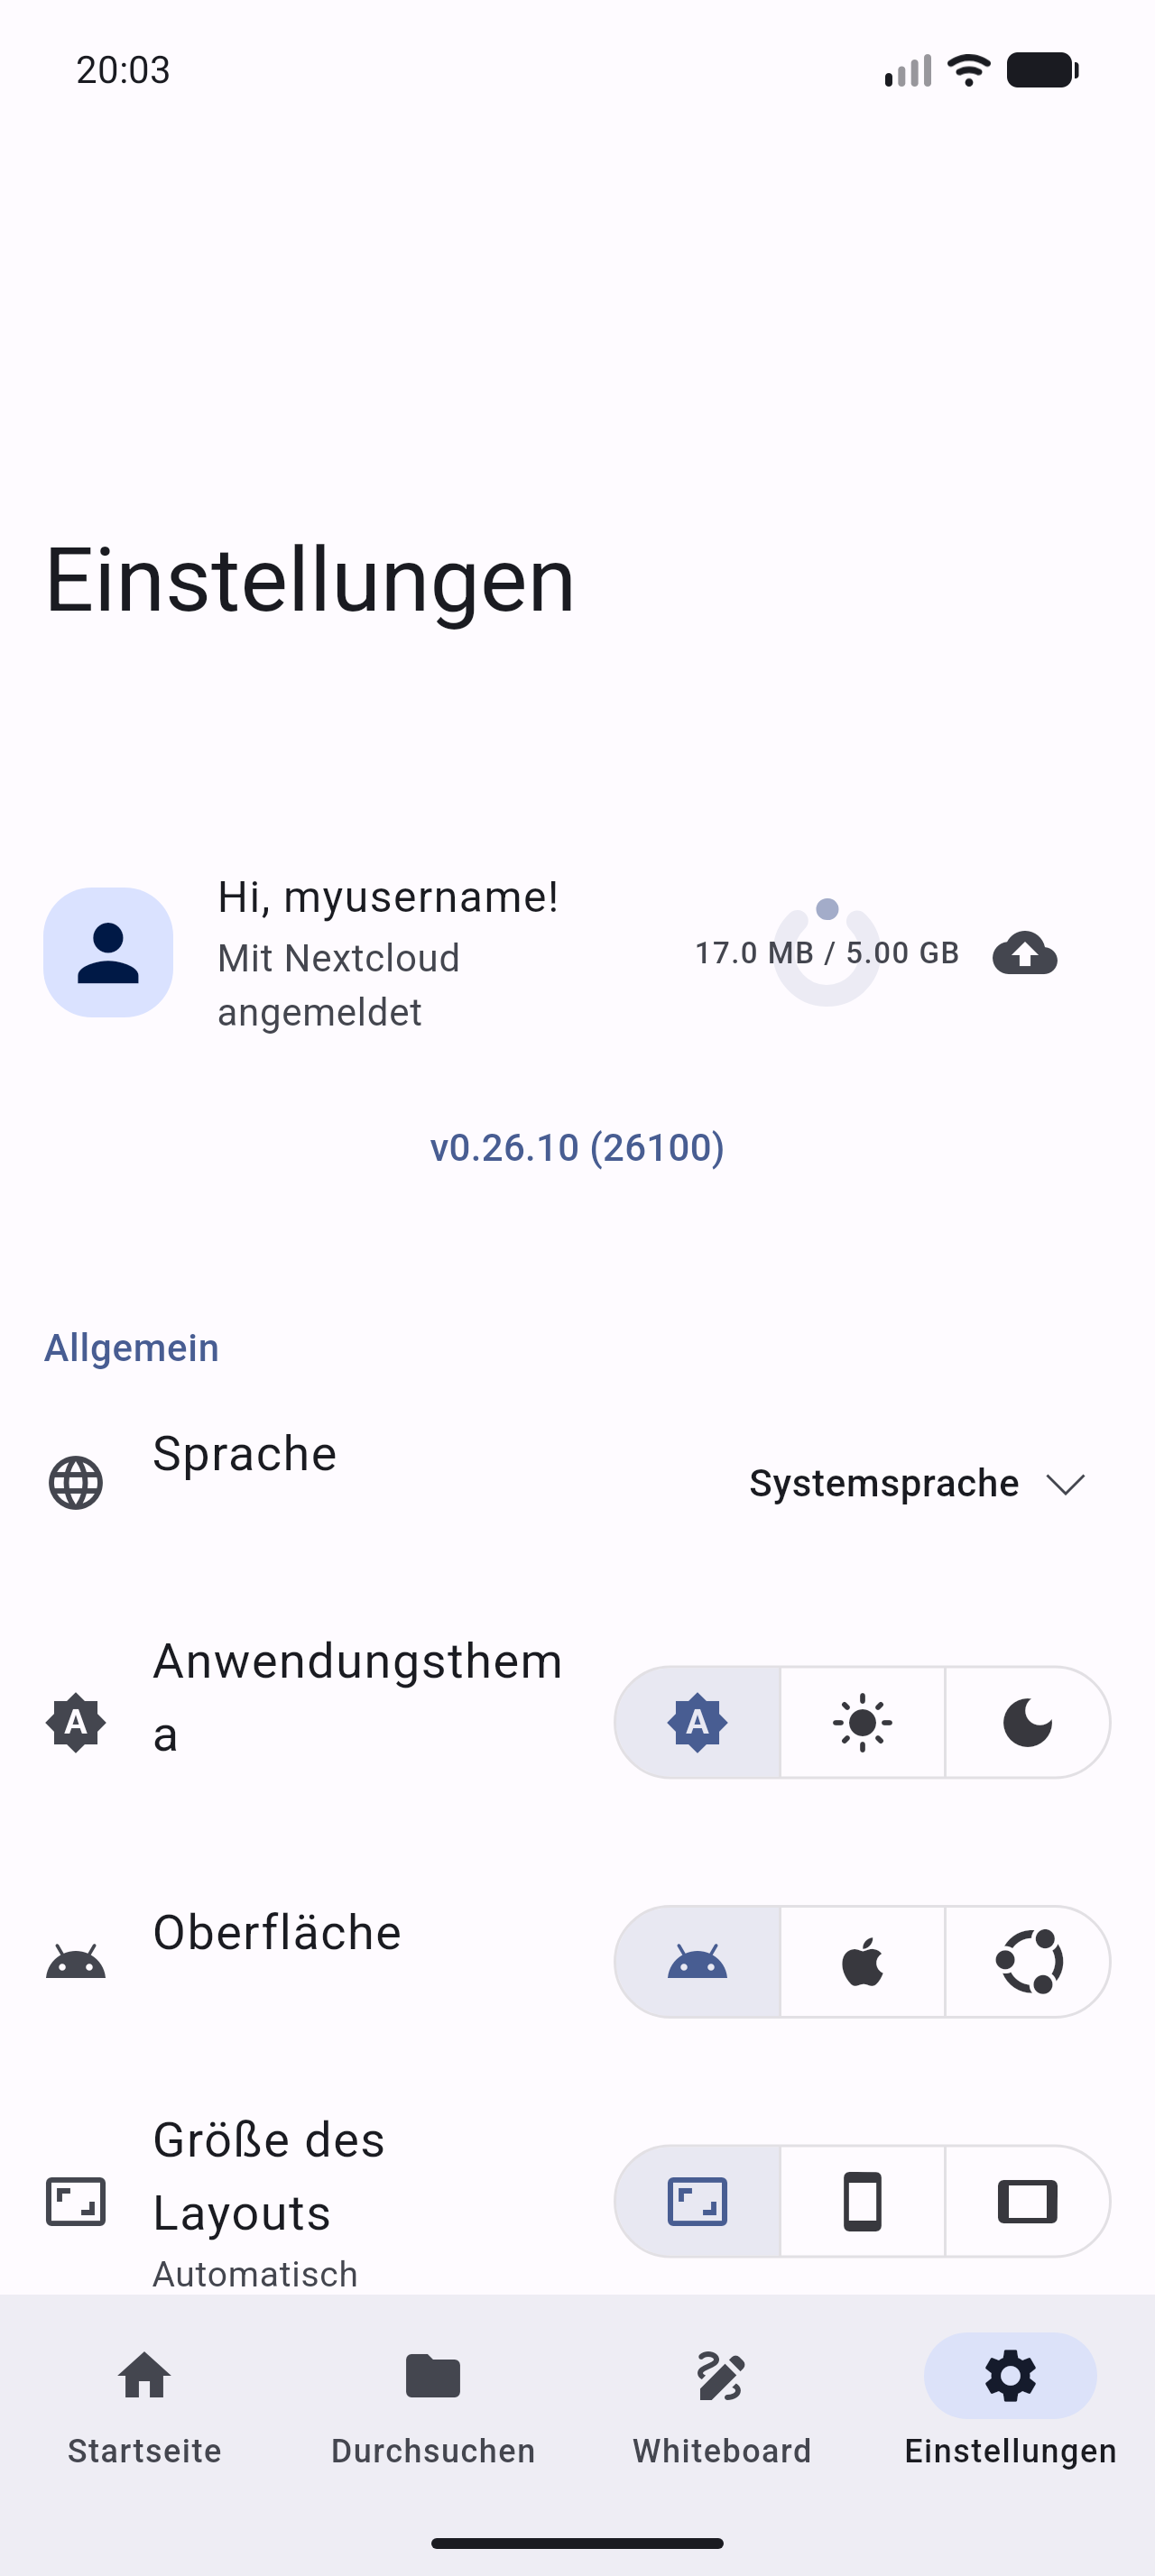 20:03
Einstellungen
Hi, myusername!
Mit Nextcloud
angemeldet
17.0 MB / 5.00 GB
v0.26.10 (26100)
Allgemein
Sprache
Systemsprache
Anwendungsthem
a
A
A
Oberfläche
Größe des
Layouts
Automatisch
Startseite
Durchsuchen
Whiteboard
Einstellungen